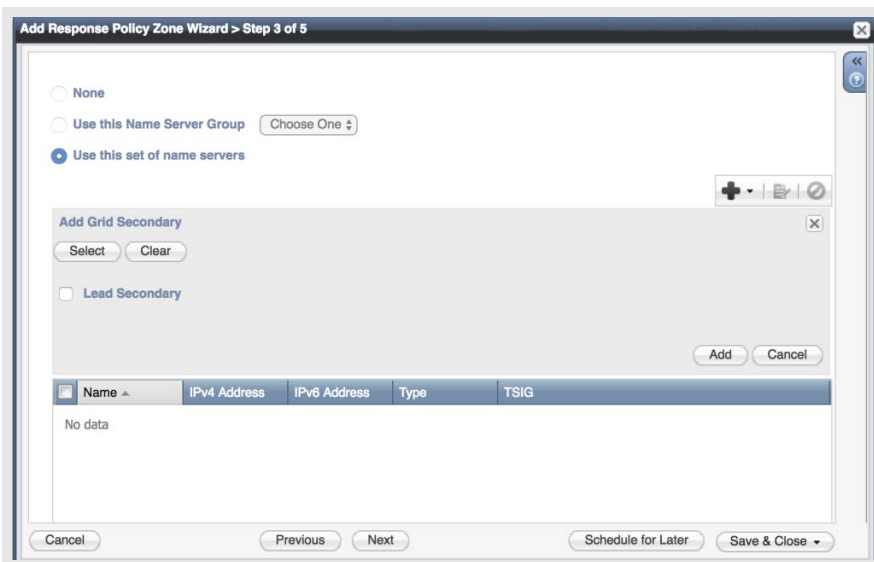 Add Response Policy Zone Wizard > Step 3 of 5
None
Use this Name Server Group Choose One
Use this set of name servers
Add Grid Secondary
Select Clear
Lead Secondary
Add Cancel
Name IPv4 Address IPv6 Address Type TSIG
No data
Cancel Previous Next Schedule for Later Save & Close